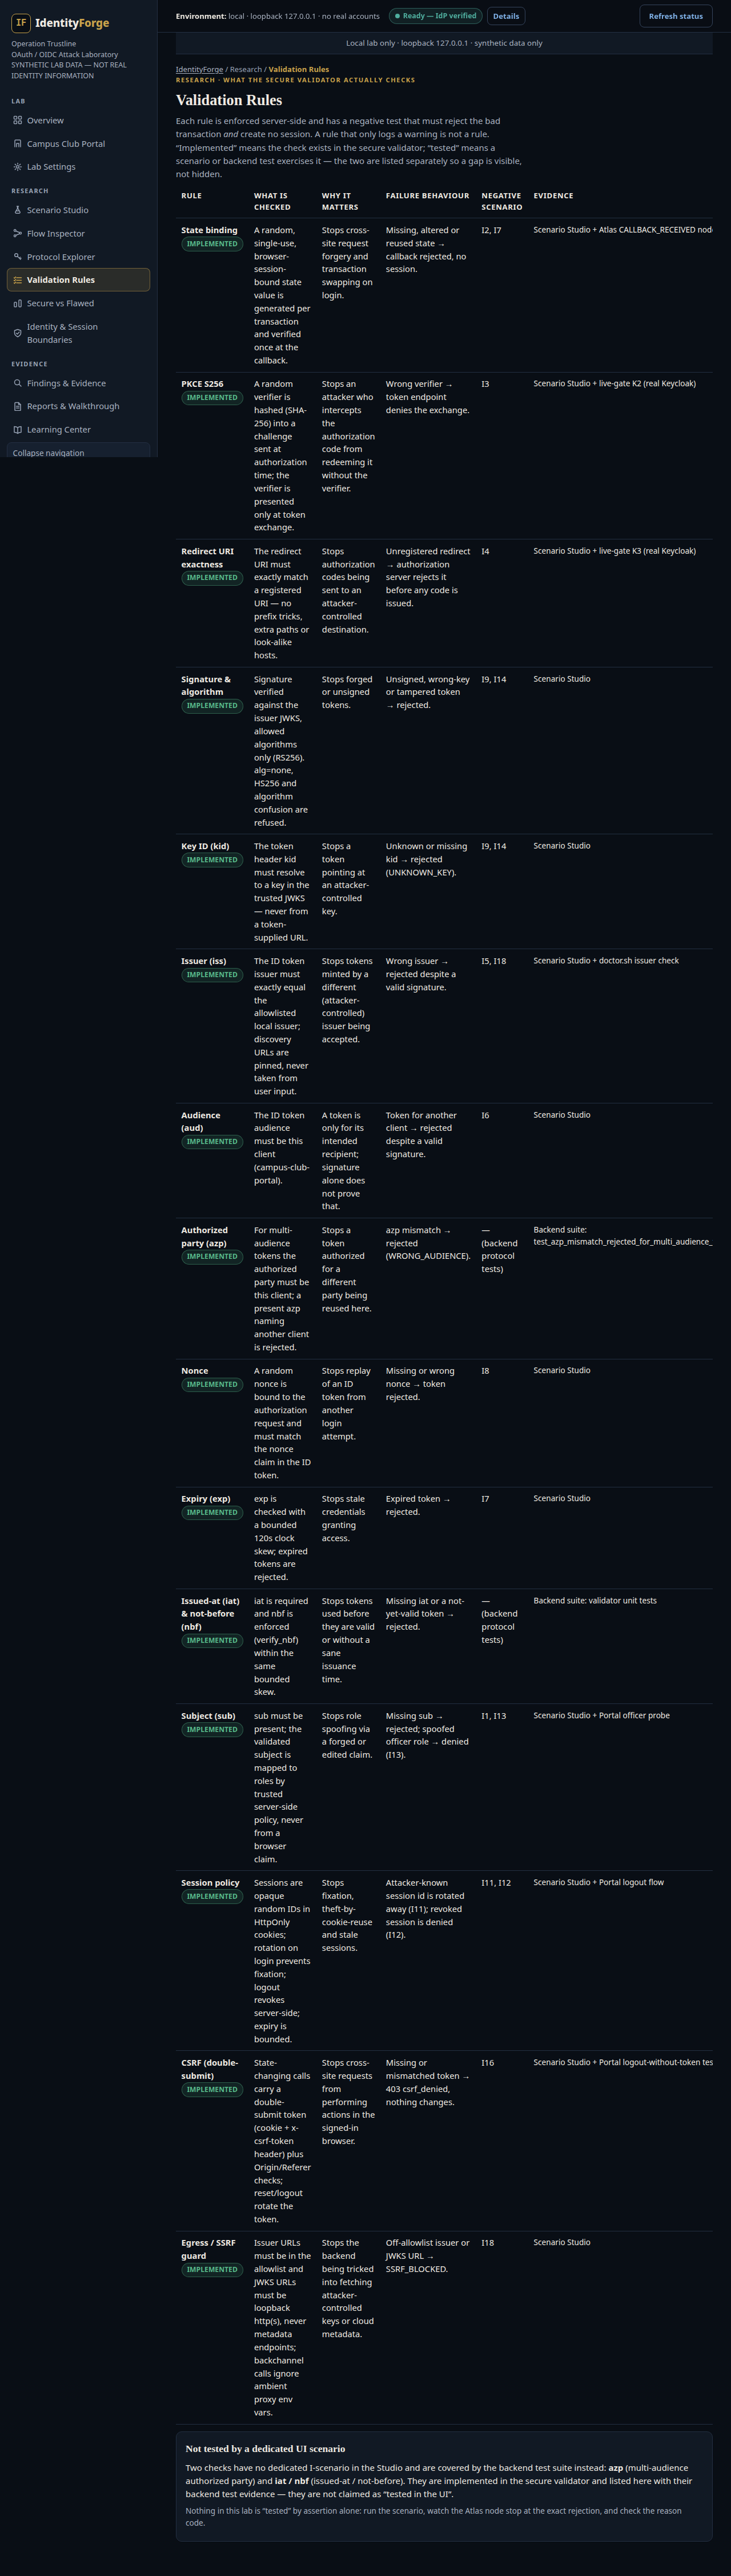 IF IdentityForge
Operation Trustline
OAuth / OIDC Attack Laboratory
SYNTHETIC LAB DATA — NOT REAL
IDENTITY INFORMATION
LAB
Overview
Campus Club Portal
Lab Settings
RESEARCH
Scenario Studio
Flow Inspector
Protocol Explorer
Validation Rules
Secure vs Flawed
Identity & Session
Boundaries
EVIDENCE
Findings & Evidence
Reports & Walkthrough
Learning Center
Collapse navigation
Environment: local · loopback 127.0.0.1 · no real accounts
Ready — IdP verified
Details
Refresh status
Local lab only · loopback 127.0.0.1 · synthetic data only
IdentityForge / Research / Validation Rules
RESEARCH · WHAT THE SECURE VALIDATOR ACTUALLY CHECKS
Validation Rules
Each rule is enforced server-side and has a negative test that must reject the bad
transaction and create no session. A rule that only logs a warning is not a rule.
“Implemented” means the check exists in the secure validator; “tested” means a
scenario or backend test exercises it — the two are listed separately so a gap is visible,
not hidden.
RULE
WHAT IS
CHECKED
WHY IT
MATTERS
FAILURE BEHAVIOUR
NEGATIVE
SCENARIO
EVIDENCE
State binding
IMPLEMENTED
A random,
single-use,
browser-
session-
bound state
value is
generated per
transaction
and verified
once at the
callback.
Stops cross-
site request
forgery and
transaction
swapping on
login.
Missing, altered or
reused state →
callback rejected, no
session.
I2, I7
Scenario Studio + Atlas CALLBACK_RECEIVED nod
PKCE S256
IMPLEMENTED
A random
verifier is
hashed (SHA-
256) into a
challenge
sent at
authorization
time; the
verifier is
presented
only at token
exchange.
Stops an
attacker who
intercepts
the
authorization
code from
redeeming it
without the
verifier.
Wrong verifier →
token endpoint
denies the exchange.
I3
Scenario Studio + live-gate K2 (real Keycloak)
Redirect URI
exactness
IMPLEMENTED
The redirect
URI must
exactly match
a registered
URI — no
prefix tricks,
extra paths or
look-alike
hosts.
Stops
authorization
codes being
sent to an
attacker-
controlled
destination.
Unregistered redirect
→ authorization
server rejects it
before any code is
issued.
I4
Scenario Studio + live-gate K3 (real Keycloak)
Signature &
algorithm
IMPLEMENTED
Signature
verified
against the
issuer JWKS,
allowed
algorithms
only (RS256).
alg=none,
HS256 and
algorithm
confusion are
refused.
Stops forged
or unsigned
tokens.
Unsigned, wrong-key
or tampered token
→ rejected.
I9, I14
Scenario Studio
Key ID (kid)
IMPLEMENTED
The token
header kid
must resolve
to a key in the
trusted JWKS
— never from
a token-
supplied URL.
Stops a
token
pointing at
an attacker-
controlled
key.
Unknown or missing
kid → rejected
(UNKNOWN_KEY).
I9, I14
Scenario Studio
Issuer (iss)
IMPLEMENTED
The ID token
issuer must
exactly equal
the
allowlisted
local issuer;
discovery
URLs are
pinned, never
taken from
user input.
Stops tokens
minted by a
different
(attacker-
controlled)
issuer being
accepted.
Wrong issuer →
rejected despite a
valid signature.
I5, I18
Scenario Studio + doctor.sh issuer check
Audience
(aud)
IMPLEMENTED
The ID token
audience
must be this
client
(campus-club-
portal).
A token is
only for its
intended
recipient;
signature
alone does
not prove
that.
Token for another
client → rejected
despite a valid
signature.
I6
Scenario Studio
Authorized
party (azp)
IMPLEMENTED
For multi-
audience
tokens the
authorized
party must be
this client; a
present azp
naming
another client
is rejected.
Stops a
token
authorized
for a
different
party being
reused here.
azp mismatch →
rejected
(WRONG_AUDIENCE).
—
(backend
protocol
tests)
Backend suite:
test_azp_mismatch_rejected_for_multi_audience_
Nonce
IMPLEMENTED
A random
nonce is
bound to the
authorization
request and
must match
the nonce
claim in the ID
token.
Stops replay
of an ID
token from
another
login
attempt.
Missing or wrong
nonce → token
rejected.
I8
Scenario Studio
Expiry (exp)
IMPLEMENTED
exp is
checked with
a bounded
120s clock
skew; expired
tokens are
rejected.
Stops stale
credentials
granting
access.
Expired token →
rejected.
I7
Scenario Studio
Issued-at (iat)
& not-before
(nbf)
IMPLEMENTED
iat is required
and nbf is
enforced
(verify_nbf)
within the
same
bounded
skew.
Stops tokens
used before
they are valid
or without a
sane
issuance
time.
Missing iat or a not-
yet-valid token →
rejected.
—
(backend
protocol
tests)
Backend suite: validator unit tests
Subject (sub)
IMPLEMENTED
sub must be
present; the
validated
subject is
mapped to
roles by
trusted
server-side
policy, never
from a
browser
claim.
Stops role
spoofing via
a forged or
edited claim.
Missing sub →
rejected; spoofed
officer role → denied
(I13).
I1, I13
Scenario Studio + Portal officer probe
Session policy
IMPLEMENTED
Sessions are
opaque
random IDs in
HttpOnly
cookies;
rotation on
login prevents
fixation;
logout
revokes
server-side;
expiry is
bounded.
Stops
fixation,
theft-by-
cookie-reuse
and stale
sessions.
Attacker-known
session id is rotated
away (I11); revoked
session is denied
(I12).
I11, I12
Scenario Studio + Portal logout flow
CSRF (double-
submit)
IMPLEMENTED
State-
changing calls
carry a
double-
submit token
(cookie + x-
csrf-token
header) plus
Origin/Referer
checks;
reset/logout
rotate the
token.
Stops cross-
site requests
from
performing
actions in the
signed-in
browser.
Missing or
mismatched token →
403 csrf_denied,
nothing changes.
I16
Scenario Studio + Portal logout-without-token tes
Egress / SSRF
guard
IMPLEMENTED
Issuer URLs
must be in the
allowlist and
JWKS URLs
must be
loopback
http(s), never
metadata
endpoints;
backchannel
calls ignore
ambient
proxy env
vars.
Stops the
backend
being tricked
into fetching
attacker-
controlled
keys or cloud
metadata.
Off-allowlist issuer or
JWKS URL →
SSRF_BLOCKED.
I18
Scenario Studio
Not tested by a dedicated UI scenario
Two checks have no dedicated I-scenario in the Studio and are covered by the backend test suite instead: azp (multi-audience
authorized party) and iat / nbf (issued-at / not-before). They are implemented in the secure validator and listed here with their
backend test evidence — they are not claimed as “tested in the UI”.
Nothing in this lab is “tested” by assertion alone: run the scenario, watch the Atlas node stop at the exact rejection, and check the reason
code.